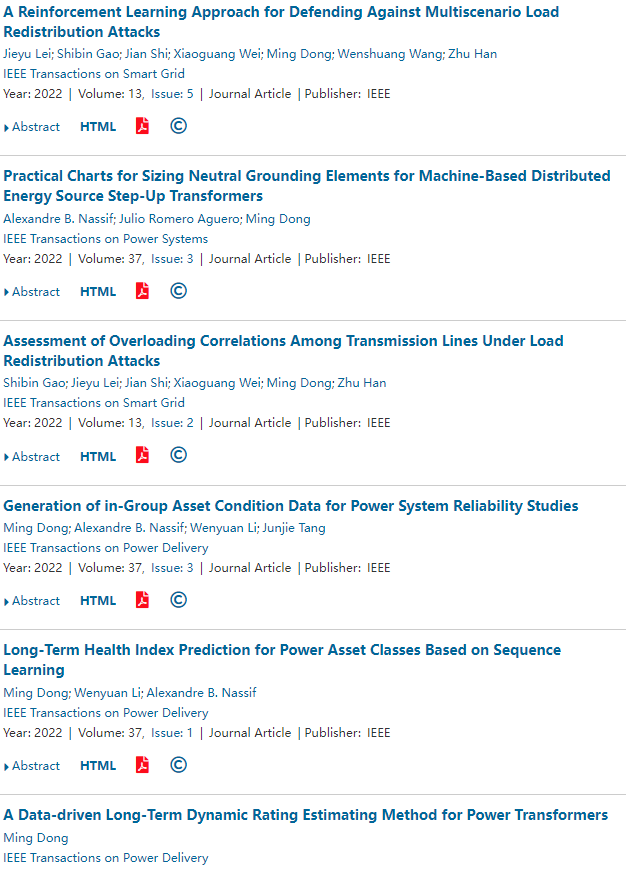 A Reinforcement Learning Approach for Defending Against Multiscenario Load
Redistribution Attacks
Jieyu Lei; Shibin Gao; Jian Shi; Xiaoguang Wei; Ming Dong; Wenshuang Wang; Zhu Han
IEEE Transactions on Smart Grid
Year: 2022 | Volume: 13, Issue: 5 | Journal Article | Publisher: IEEE
Abstract HTML ©
Practical Charts for Sizing Neutral Grounding Elements for Machine-Based Distributed
Energy Source Step-Up Transformers
Alexandre B. Nassif; Julio Romero Aguero; Ming Dong
IEEE Transactions on Power Systems
Year: 2022 | Volume: 37, Issue: 3 | Journal Article | Publisher: IEEE
Abstract HTML ©
Assessment of Overloading Correlations Among Transmission Lines Under Load
Redistribution Attacks
Shibin Gao; Jieyu Lei; Jian Shi; Xiaoguang Wei; Ming Dong; Zhu Han
IEEE Transactions on Smart Grid
Year: 2022 | Volume: 13, Issue: 2 | Journal Article | Publisher: IEEE
Abstract HTML ©
Generation of in-Group Asset Condition Data for Power System Reliability Studies
Ming Dong; Alexandre B. Nassif; Wenyuan Li; Junjie Tang
IEEE Transactions on Power Delivery
Year: 2022 | Volume: 37, Issue: 3 | Journal Article | Publisher: IEEE
Abstract HTML ©
Long-Term Health Index Prediction for Power Asset Classes Based on Sequence
Learning
Ming Dong; Wenyuan Li; Alexandre B. Nassif
IEEE Transactions on Power Delivery
Year: 2022 | Volume: 37, Issue: 1 | Journal Article | Publisher: IEEE
Abstract HTML ©
A Data-driven Long-Term Dynamic Rating Estimating Method for Power Transformers
Ming Dong
IEEE Transactions on Power Delivery